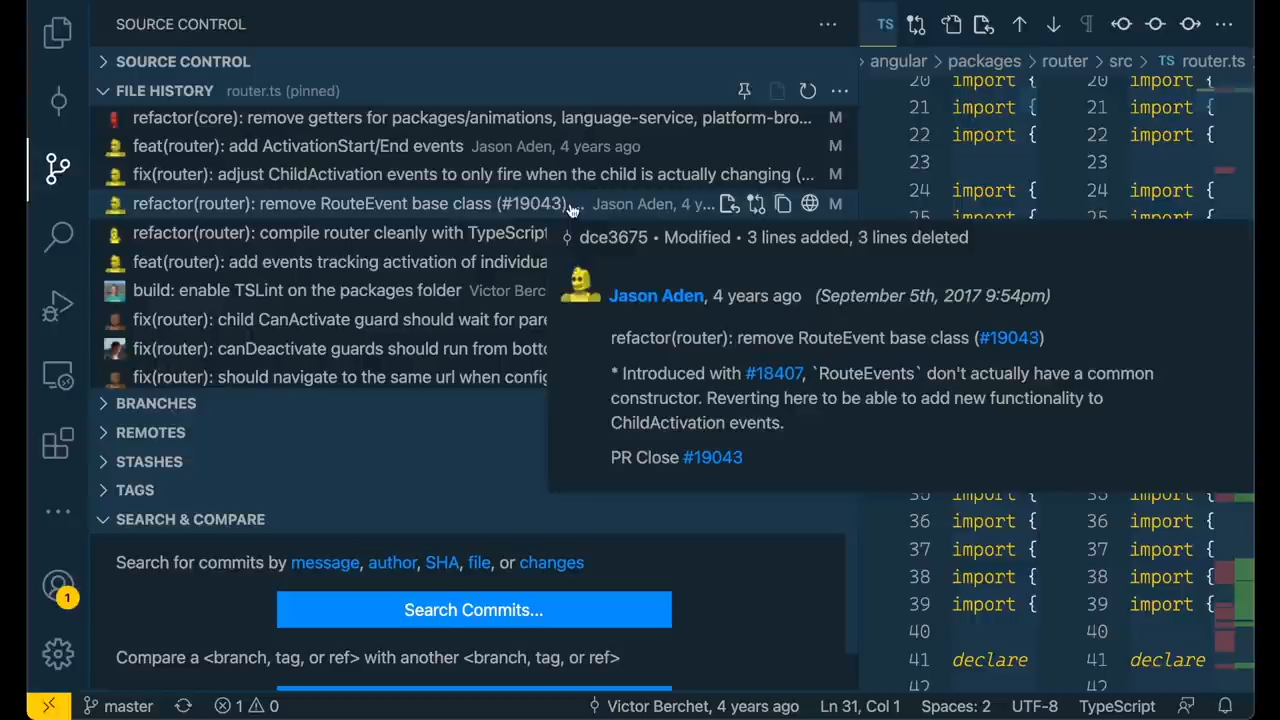 SOURCE CONTROL
TS
SOURCE CONTROL
angular > packages > router > src > TS router.ts
FILE HISTORY router.ts (pinned)
20 import { 20 import {
refactor(core): remove getters for packages/animations, language-service, platform-bro... M
21 import { 21 import {
feat(router): add ActivationStart/End events Jason Aden, 4 years ago M
22 import { 22 import {
23 23
fix(router): adjust ChildActivation events to only fire when the child is actually changing (... M
24 import { 24 import {
refactor(router): remove RouteEvent base class (#19043)... Jason Aden, 4 y... M
25 import { 25 import {
refactor(router): compile router cleanly with TypeScript
feat(router): add events tracking activation of individua
build: enable TSLint on the packages folder Victor Berch
fix(router): child CanActivate guard should wait for pare
fix(router): canDeactivate guards should run from botto
fix(router): should navigate to the same url when config
dce3675 • Modified • 3 lines added, 3 lines deleted
Jason Aden, 4 years ago (September 5th, 2017 9:54pm)
refactor(router): remove RouteEvent base class (#19043)
* Introduced with #18407, `RouteEvents` don't actually have a common
constructor. Reverting here to be able to add new functionality to
ChildActivation events.
PR Close #19043
BRANCHES
REMOTES
STASHES
TAGS
35 import { 35 import {
SEARCH & COMPARE
36 import { 36 import {
37 import { 37 import {
Search for commits by message, author, SHA, file, or changes
38 import { 38 import {
39 import { 39 import {
Search Commits...
40 40
Compare a <branch, tag, or ref> with another <branch, tag, or ref>
41 declare 41 declare
42 42
1
master 1 0 Victor Berchet, 4 years ago Ln 31, Col 1 Spaces: 2 UTF-8 TypeScript